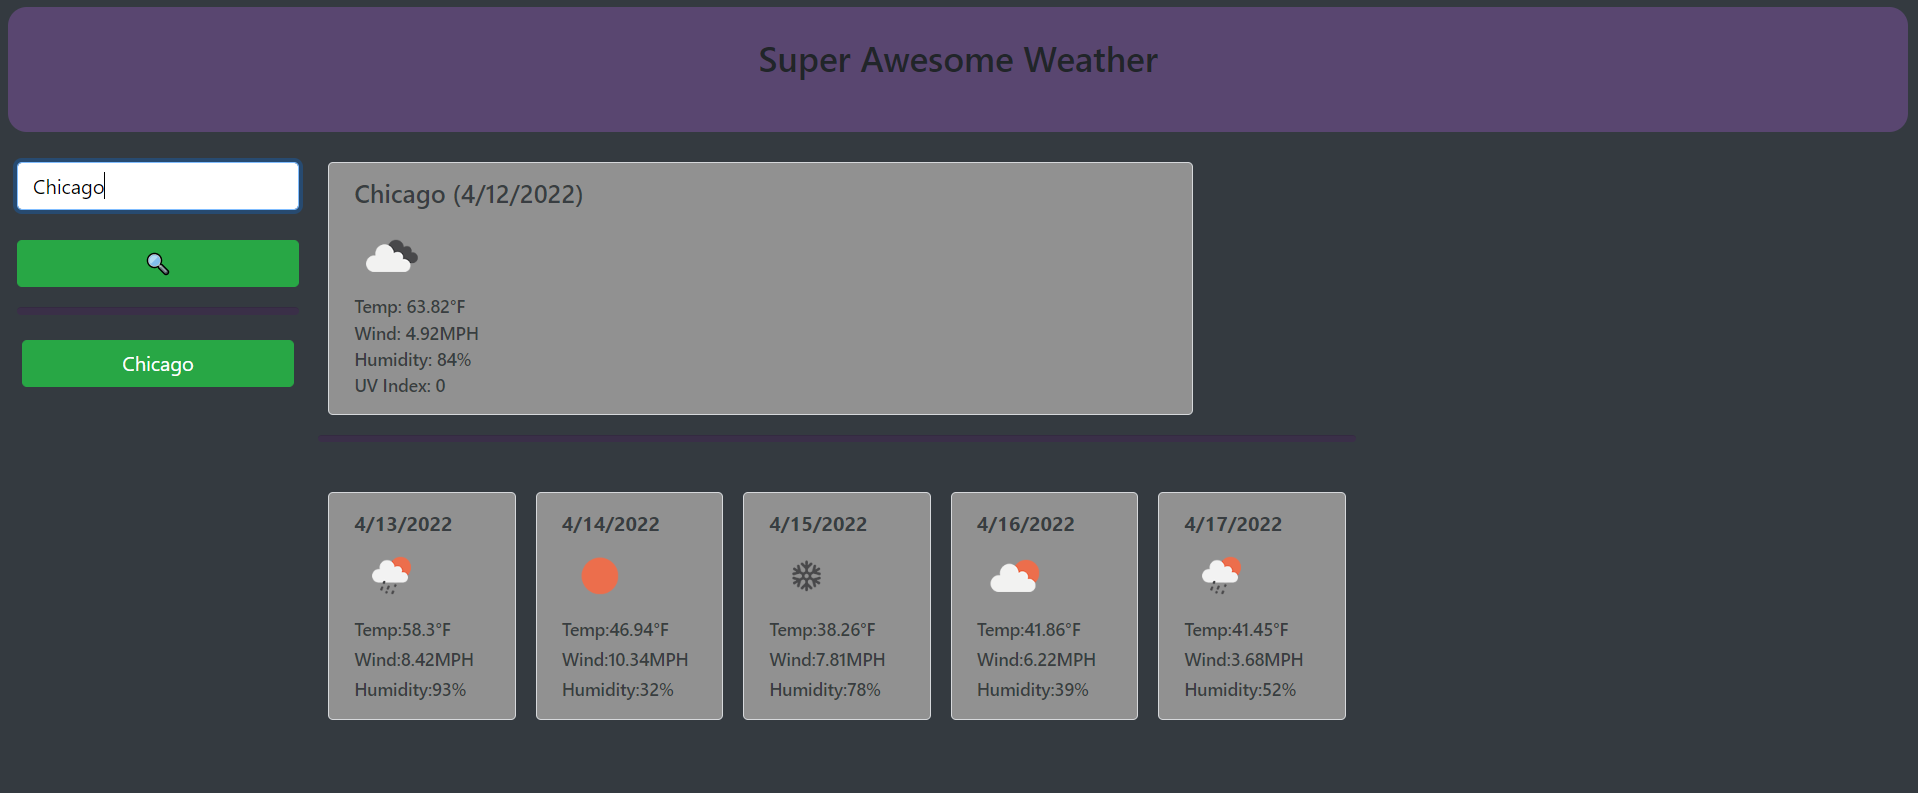 Super Awesome Weather
Chicago
Chicago
Chicago (4/12/2022)
Temp: 63.82°F
Wind: 4.92MPH
Humidity: 84%
UV Index: 0
4/13/2022
Temp:58.3°F
Wind:8.42MPH
Humidity:93%
4/14/2022
Temp:46.94°F
Wind:10.34MPH
Humidity:32%
4/15/2022
Temp:38.26°F
Wind:7.81MPH
Humidity:78%
4/16/2022
Temp:41.86°F
Wind:6.22MPH
Humidity:39%
4/17/2022
Temp:41.45°F
Wind:3.68MPH
Humidity:52%